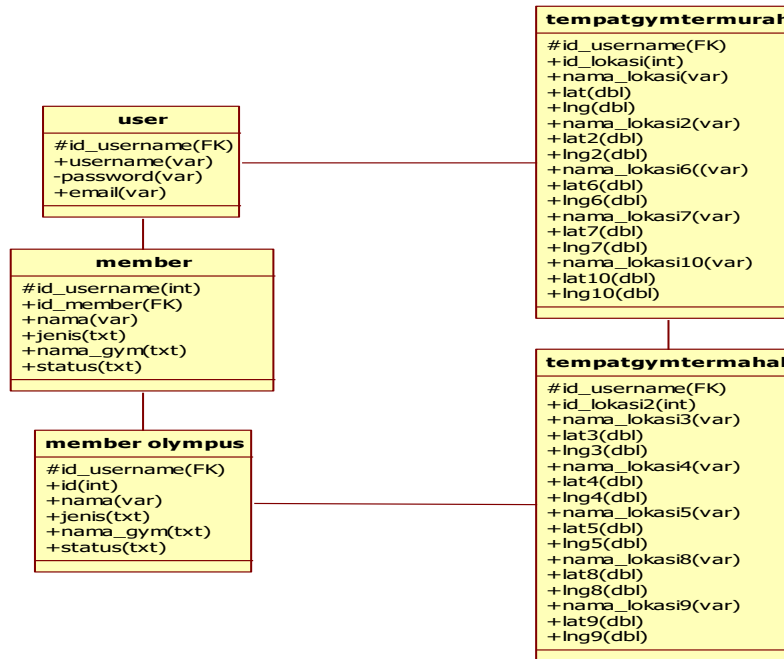 user
#id_username(FK)
+username(var)
-password(var)
+email(var)
member
#id_username(int)
+id_member(FK)
+nama(var)
+jenis(txt)
+nama_gym(txt)
+status(txt)
member olympus
#id_username(FK)
+id(int)
+nama(var)
+jenis(txt)
+nama_gym(txt)
+status(txt)
tempatgymtermurah
#id_username(FK)
+id_lokasi(int)
+nama_lokasi(var)
+lat(dbl)
+lng(dbl)
+nama_lokasi2(var)
+lat2(dbl)
+lng2(dbl)
+nama_lokasi6((var)
+lat6(dbl)
+lng6(dbl)
+nama_lokasi7(var)
+lat7(dbl)
+lng7(dbl)
+nama_lokasi10(var)
+lat10(dbl)
+lng10(dbl)
tempatgymtermahal
#id_username(FK)
+id_lokasi2(int)
+nama_lokasi3(var)
+lat3(dbl)
+lng3(dbl)
+nama_lokasi4(var)
+lat4(dbl)
+lng4(dbl)
+nama_lokasi5(var)
+lat5(dbl)
+lng5(dbl)
+nama_lokasi8(var)
+lat8(dbl)
+lng8(dbl)
+nama_lokasi9(var)
+lat9(dbl)
+lng9(dbl)